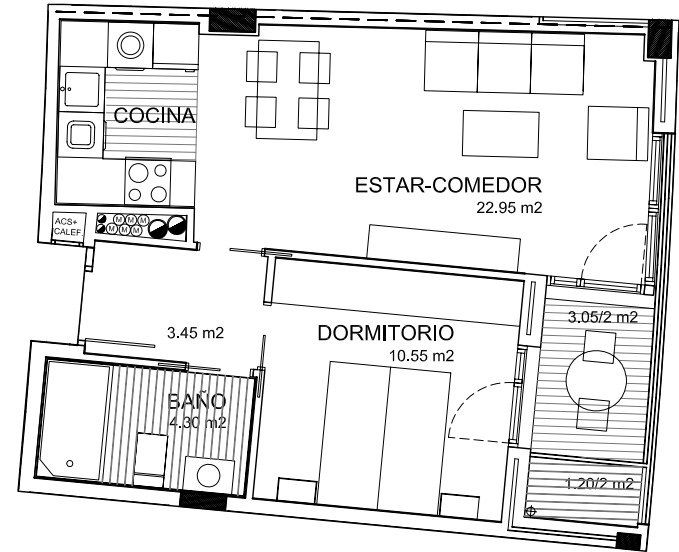 COCINA
ESTAR-COMEDOR
22.95 m2
ACS+
CALEF.
M M M
M M M
3.45 m2
3.05/2 m2
DORMITORIO
10.55 m2
BAÑO
4.30 m2
1.20/2 m2